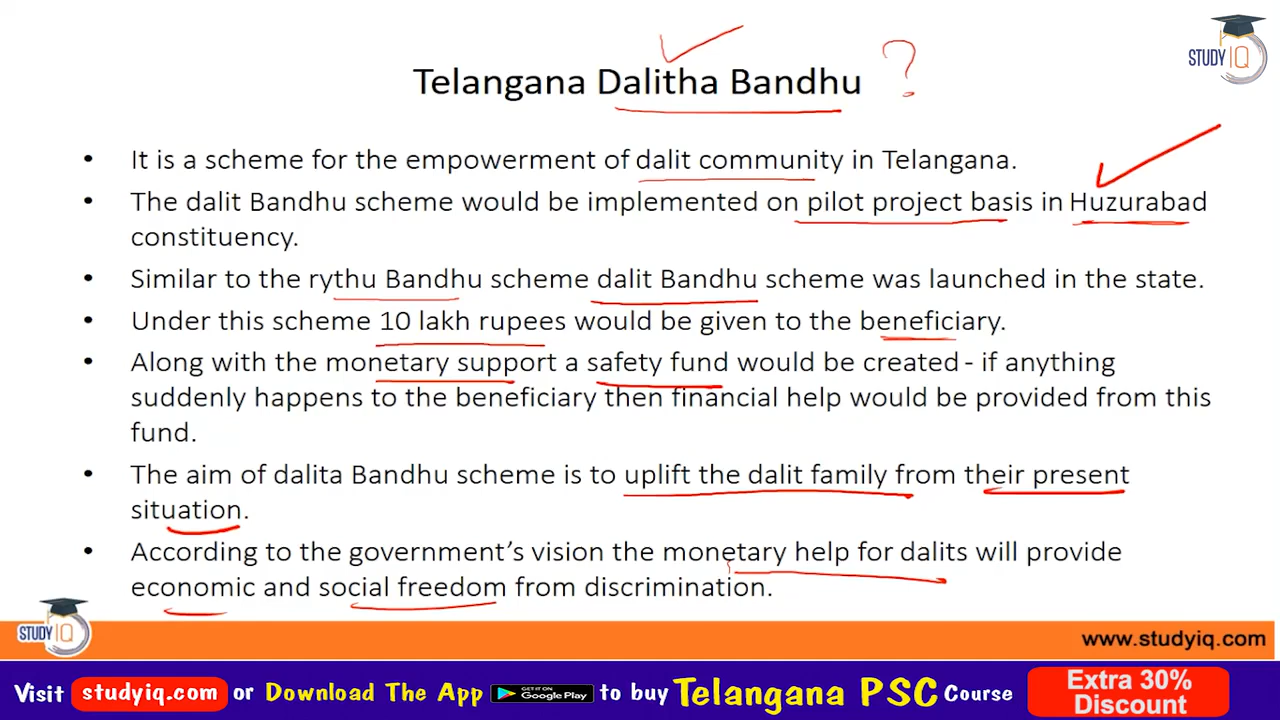 STUDY IQ
Telangana Dalitha Bandhu ?
• It is a scheme for the empowerment of dalit community in Telangana.
• The dalit Bandhu scheme would be implemented on pilot project basis in Huzurabad
constituency.
• Similar to the rythu Bandhu scheme dalit Bandhu scheme was launched in the state.
• Under this scheme 10 lakh rupees would be given to the beneficiary.
• Along with the monetary support a safety fund would be created - if anything
suddenly happens to the beneficiary then financial help would be provided from this
fund.
• The aim of dalita Bandhu scheme is to uplift the dalit family from their present
situation.
• According to the government’s vision the monetary help for dalits will provide
economic and social freedom from discrimination.
STUDY IQ
www.studyiq.com
Visit studyiq.com or Download The App GET IT ON Google Play to buy Telangana PSC Course
Extra 30%
Discount